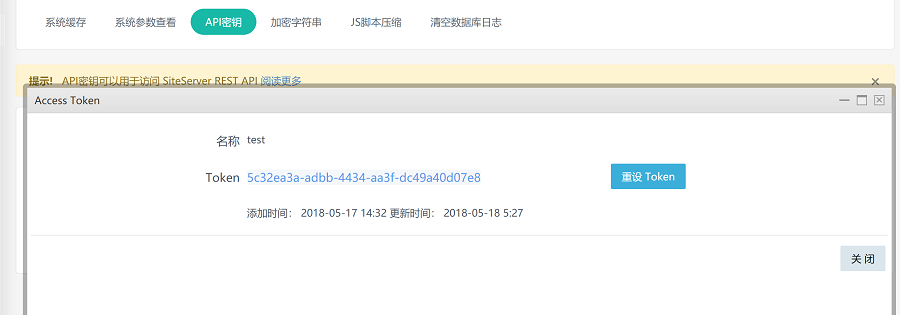 系统缓存 系统参数查看 API密钥 加密字符串 JS脚本压缩 清空数据库日志
提示! API密钥可以用于访问 SiteServer REST API 阅读更多
Access Token
名称 test
Token 5c32ea3a-adbb-4434-aa3f-dc49a40d07e8 重设 Token
添加时间： 2018-05-17 14:32 更新时间： 2018-05-18 5:27
关 闭